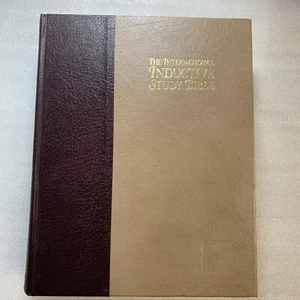 THE INTERNATIONAL
INDUCTIVE
STUDY BIBLE